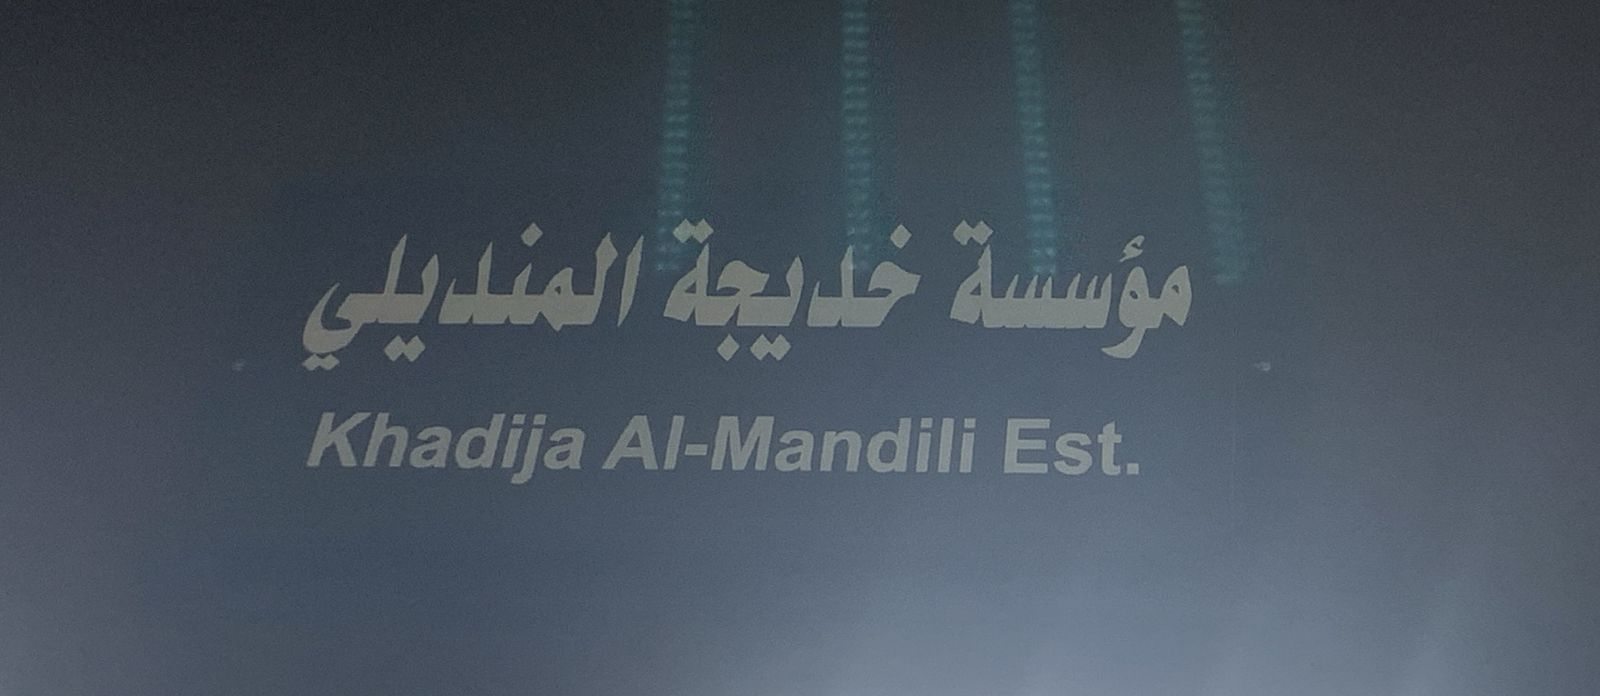 مؤسسة خديجة المنديلي
Khadija Al-Mandili Est.